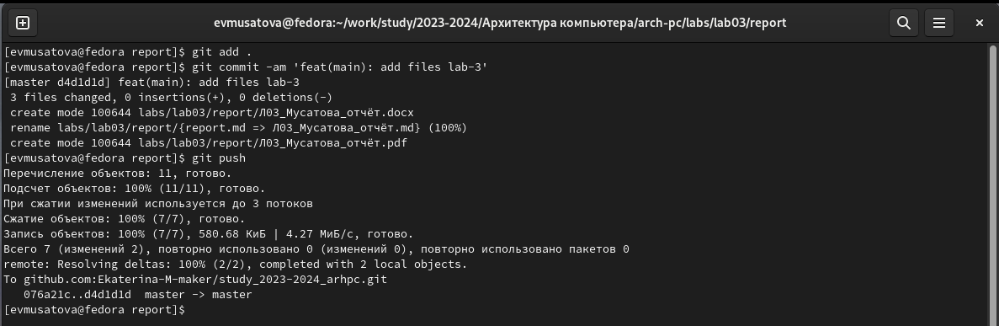 evmusatova@fedora:~/work/study/2023-2024/Архитектура компьютера/arch-pc/labs/lab03/report
[evmusatova@fedora report]$ git add .
[evmusatova@fedora report]$ git commit -am 'feat(main): add files lab-3'
[master d4d1d1d] feat(main): add files lab-3
 3 files changed, 0 insertions(+), 0 deletions(-)
 create mode 100644 labs/lab03/report/Л03_Мусатова_отчёт.docx
 rename labs/lab03/report/{report.md => Л03_Мусатова_отчёт.md} (100%)
 create mode 100644 labs/lab03/report/Л03_Мусатова_отчёт.pdf
[evmusatova@fedora report]$ git push
Перечисление объектов: 11, готово.
Подсчет объектов: 100% (11/11), готово.
При сжатии изменений используется до 3 потоков
Сжатие объектов: 100% (7/7), готово.
Запись объектов: 100% (7/7), 580.68 КиБ | 4.27 МиБ/с, готово.
Всего 7 (изменений 2), повторно использовано 0 (изменений 0), повторно использовано пакетов 0
remote: Resolving deltas: 100% (2/2), completed with 2 local objects.
To github.com:Ekaterina-M-maker/study_2023-2024_arhpc.git
   076a21c..d4d1d1d  master -> master
[evmusatova@fedora report]$